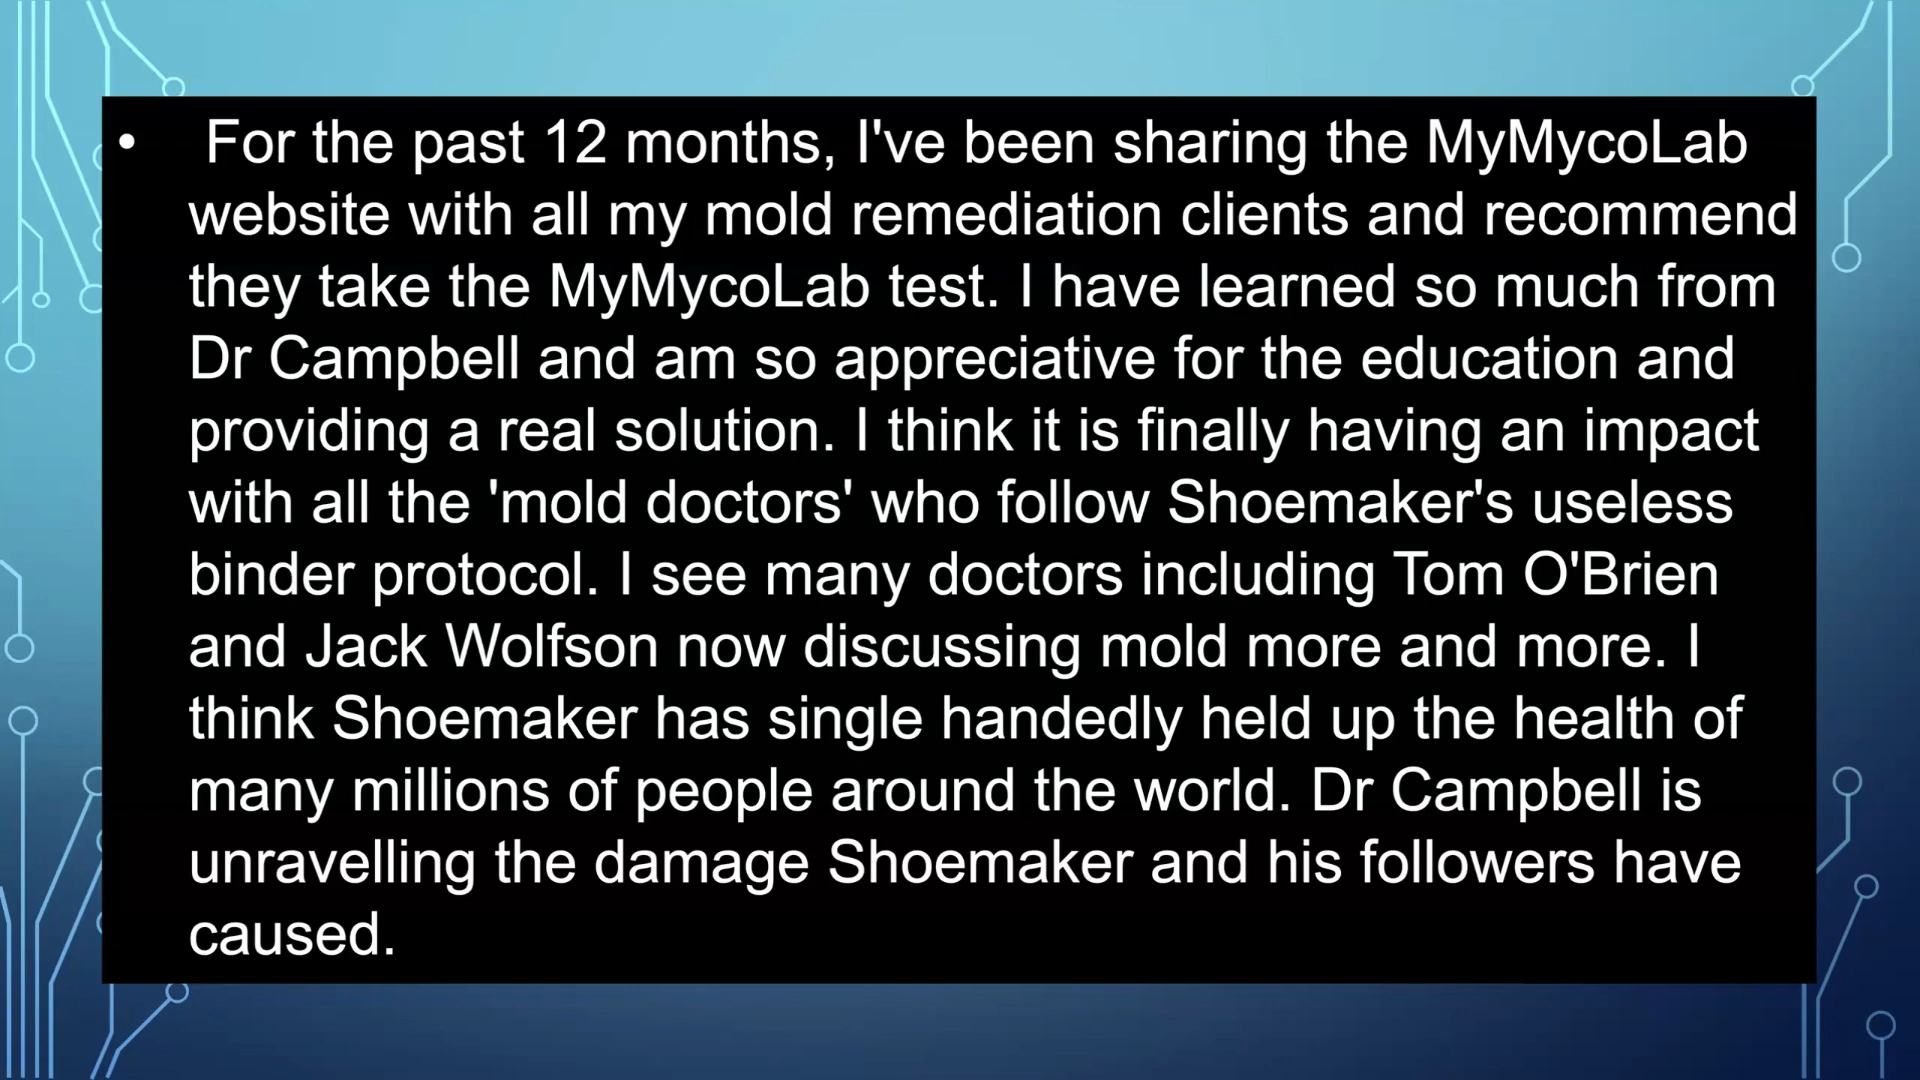 • For the past 12 months, I've been sharing the MyMycoLab
website with all my mold remediation clients and recommend
they take the MyMycoLab test. I have learned so much from
Dr Campbell and am so appreciative for the education and
providing a real solution. I think it is finally having an impact
with all the 'mold doctors' who follow Shoemaker's useless
binder protocol. I see many doctors including Tom O'Brien
and Jack Wolfson now discussing mold more and more. I
think Shoemaker has single handedly held up the health of
many millions of people around the world. Dr Campbell is
unravelling the damage Shoemaker and his followers have
caused.